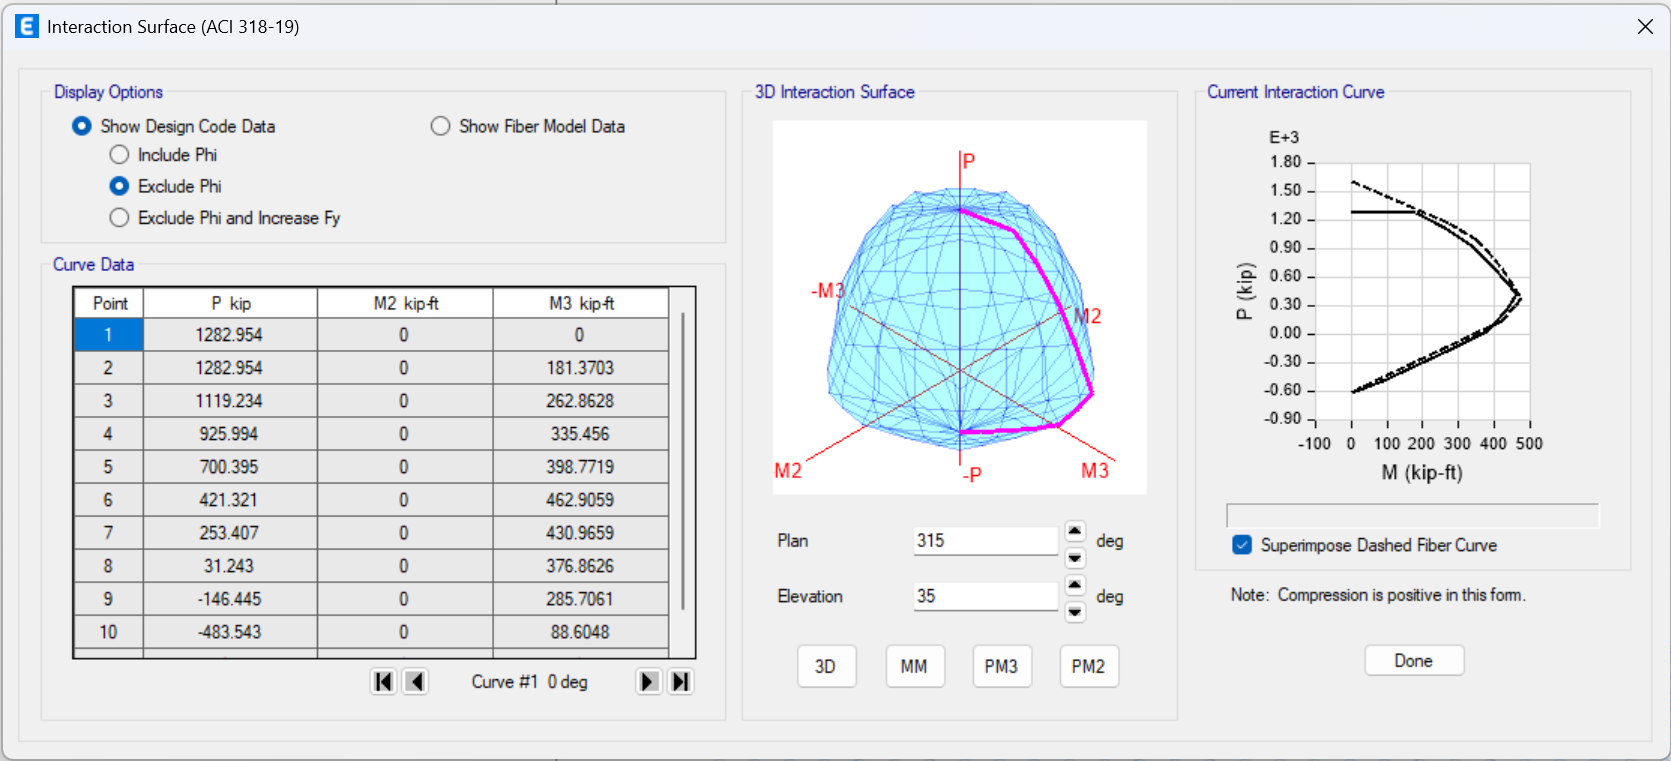 Interaction Surface (ACI 318-19)
Display Options
Show Design Code Data
Show Fiber Model Data
Include Phi
Exclude Phi
Exclude Phi and Increase Fy
Curve Data
Point P kip M2 kip-ft M3 kip-ft
1 1282.954 0 0
2 1282.954 0 181.3703
3 1119.234 0 262.8628
4 925.994 0 335.456
5 700.395 0 398.7719
6 421.321 0 462.9059
7 253.407 0 430.9659
8 31.243 0 376.8626
9 -146.445 0 285.7061
10 -483.543 0 88.6048
Curve #1 0 deg
3D Interaction Surface
P
-M3
M2
M2
-P
M3
Plan 315 deg
Elevation 35 deg
3D MM PM3 PM2
Current Interaction Curve
E+3
1.80
1.50
1.20
0.90
0.60
0.30
0.00
-0.30
-0.60
-0.90
P (kip)
-100 0 100 200 300 400 500
M (kip-ft)
Superimpose Dashed Fiber Curve
Note: Compression is positive in this form.
Done